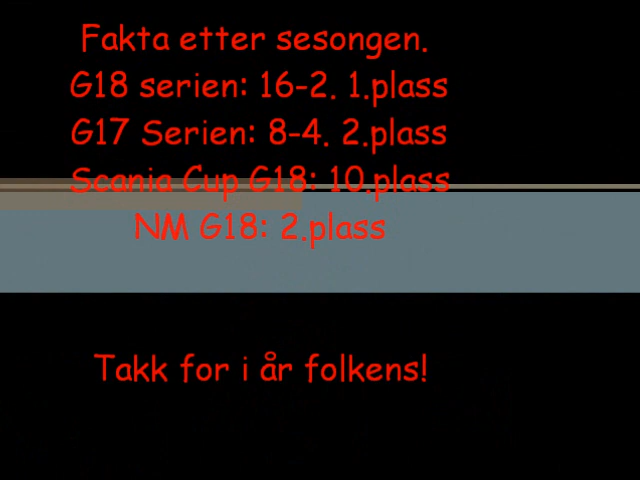 Fakta etter sesongen.
G18 serien: 16-2. 1.plass
G17 Serien: 8-4. 2.plass
Scania Cup G18: 10.plass
NM G18: 2.plass
Takk for i år folkens!